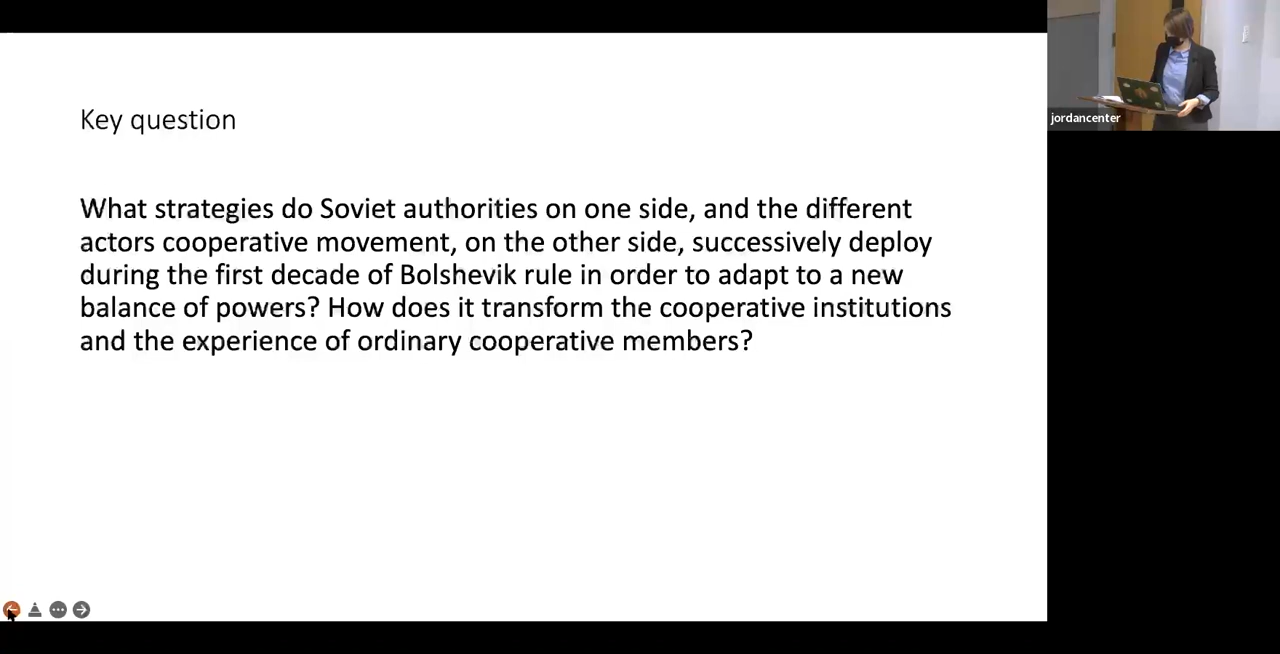 Key question
What strategies do Soviet authorities on one side, and the different
actors cooperative movement, on the other side, successively deploy
during the first decade of Bolshevik rule in order to adapt to a new
balance of powers? How does it transform the cooperative institutions
and the experience of ordinary cooperative members?
jordancenter